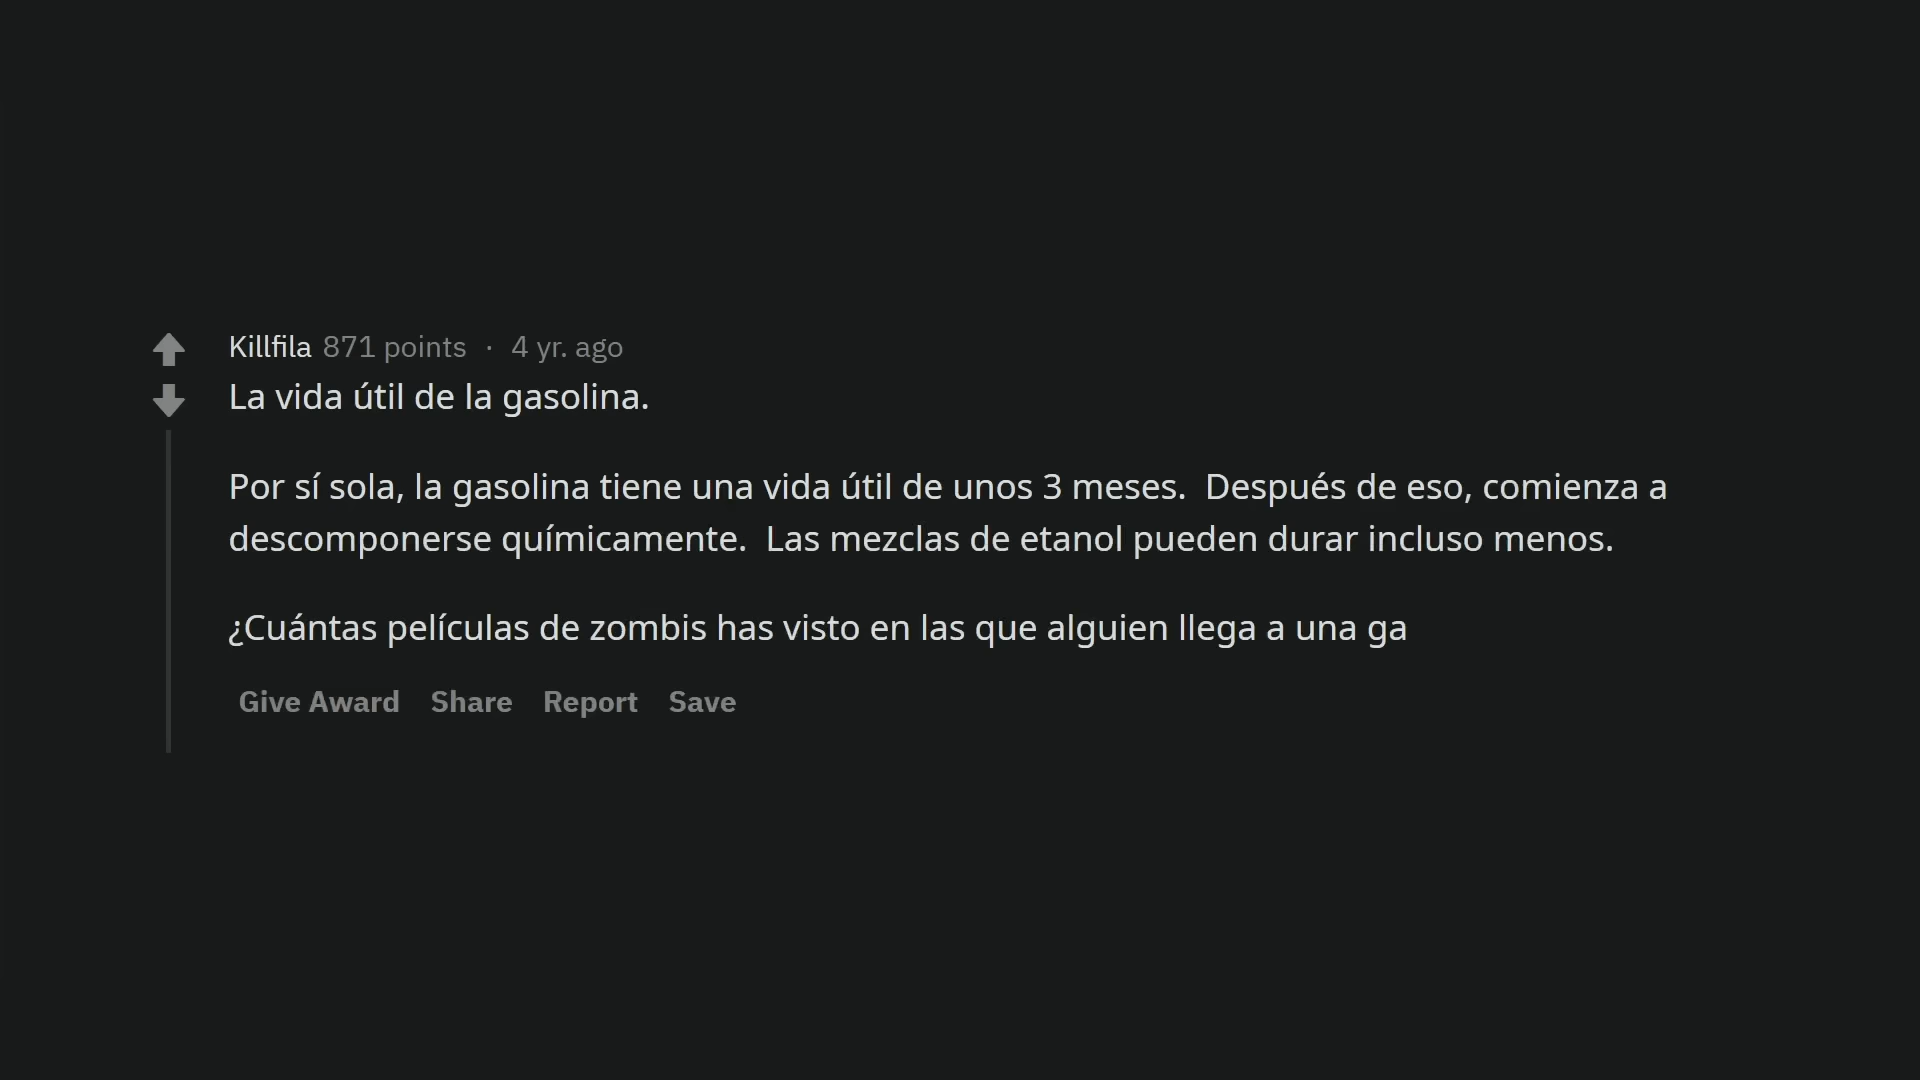 Killfila 871 points · 4 yr. ago
La vida útil de la gasolina.
Por sí sola, la gasolina tiene una vida útil de unos 3 meses.  Después de eso, comienza a
descomponerse químicamente.  Las mezclas de etanol pueden durar incluso menos.
¿Cuántas películas de zombis has visto en las que alguien llega a una ga
Give Award Share Report Save